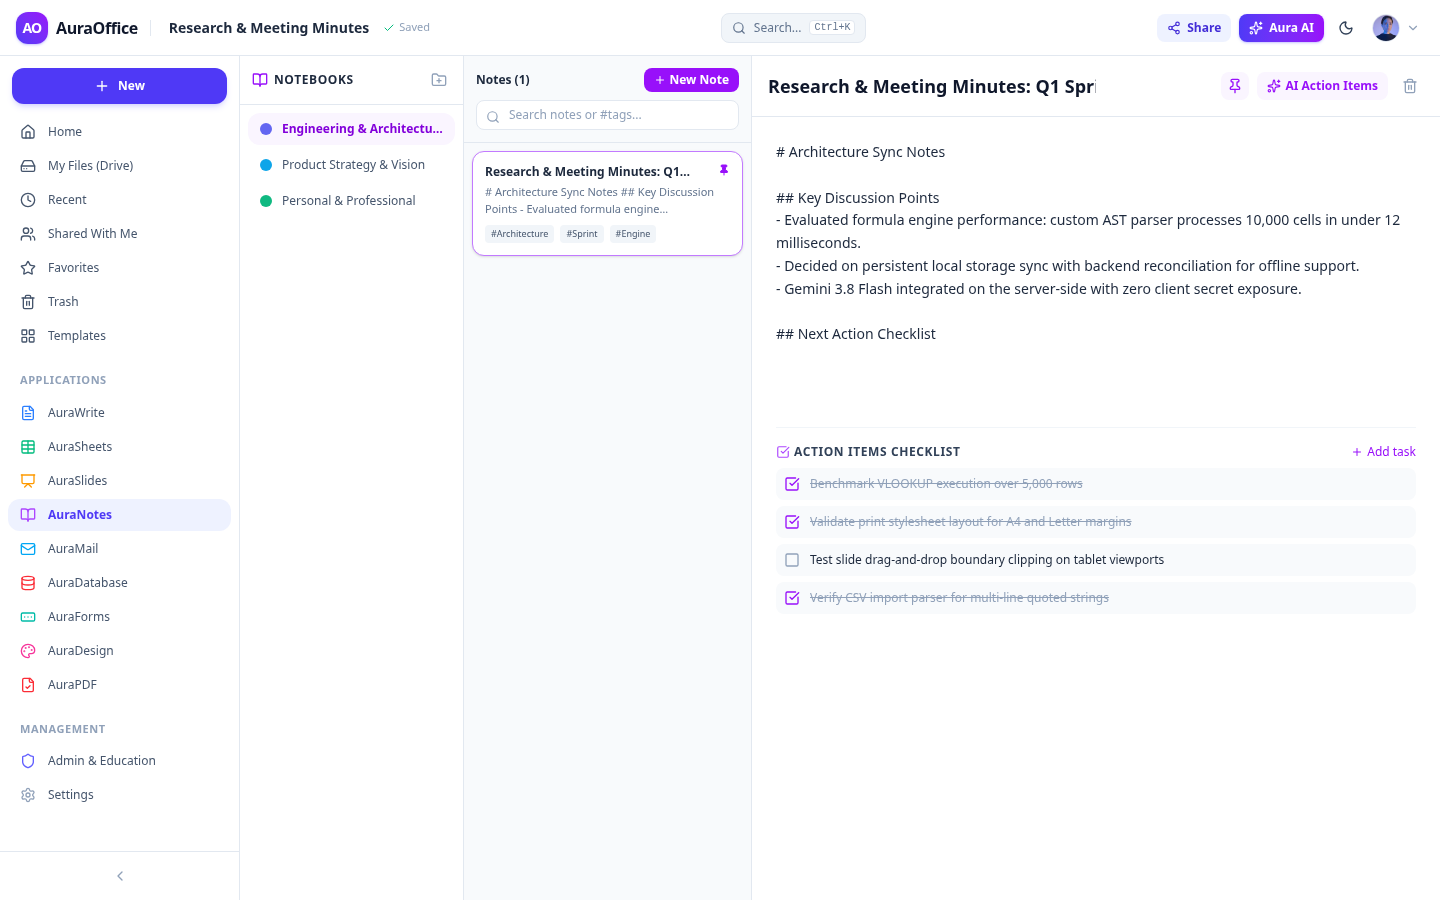 AO AuraOffice
Research & Meeting Minutes
Saved
Search... Ctrl+K
Share
Aura AI
New
Home
My Files (Drive)
Recent
Shared With Me
Favorites
Trash
Templates
APPLICATIONS
AuraWrite
AuraSheets
AuraSlides
AuraNotes
AuraMail
AuraDatabase
AuraForms
AuraDesign
AuraPDF
MANAGEMENT
Admin & Education
Settings
NOTEBOOKS
Engineering & Architectu...
Product Strategy & Vision
Personal & Professional
Notes (1)
New Note
Search notes or #tags...
Research & Meeting Minutes: Q1...
# Architecture Sync Notes ## Key Discussion
Points - Evaluated formula engine...
#Architecture #Sprint #Engine
Research & Meeting Minutes: Q1 Spri
AI Action Items
# Architecture Sync Notes
## Key Discussion Points
- Evaluated formula engine performance: custom AST parser processes 10,000 cells in under 12
milliseconds.
- Decided on persistent local storage sync with backend reconciliation for offline support.
- Gemini 3.8 Flash integrated on the server-side with zero client secret exposure.
## Next Action Checklist
ACTION ITEMS CHECKLIST
Add task
Benchmark VLOOKUP execution over 5,000 rows
Validate print stylesheet layout for A4 and Letter margins
Test slide drag-and-drop boundary clipping on tablet viewports
Verify CSV import parser for multi-line quoted strings